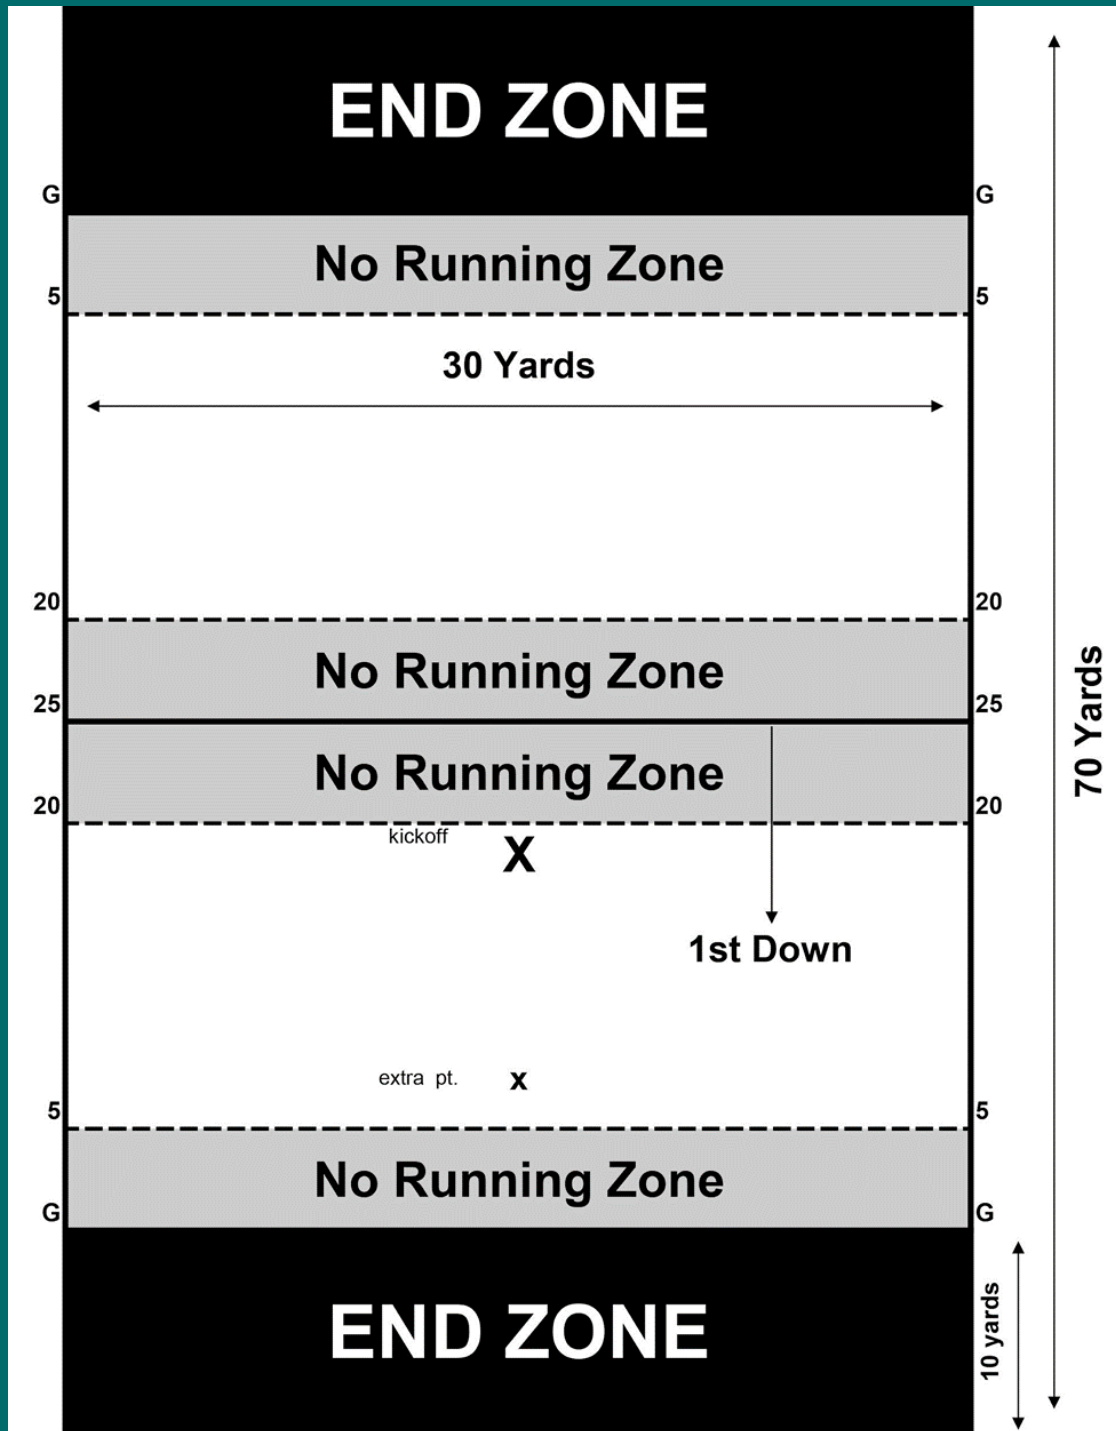 END ZONE
G G
No Running Zone
5 5
30 Yards
20 20
No Running Zone
25 25
No Running Zone
20 20
kickoff X
1st Down
70 Yards
extra pt. x
5 5
No Running Zone
G G
END ZONE
10 yards